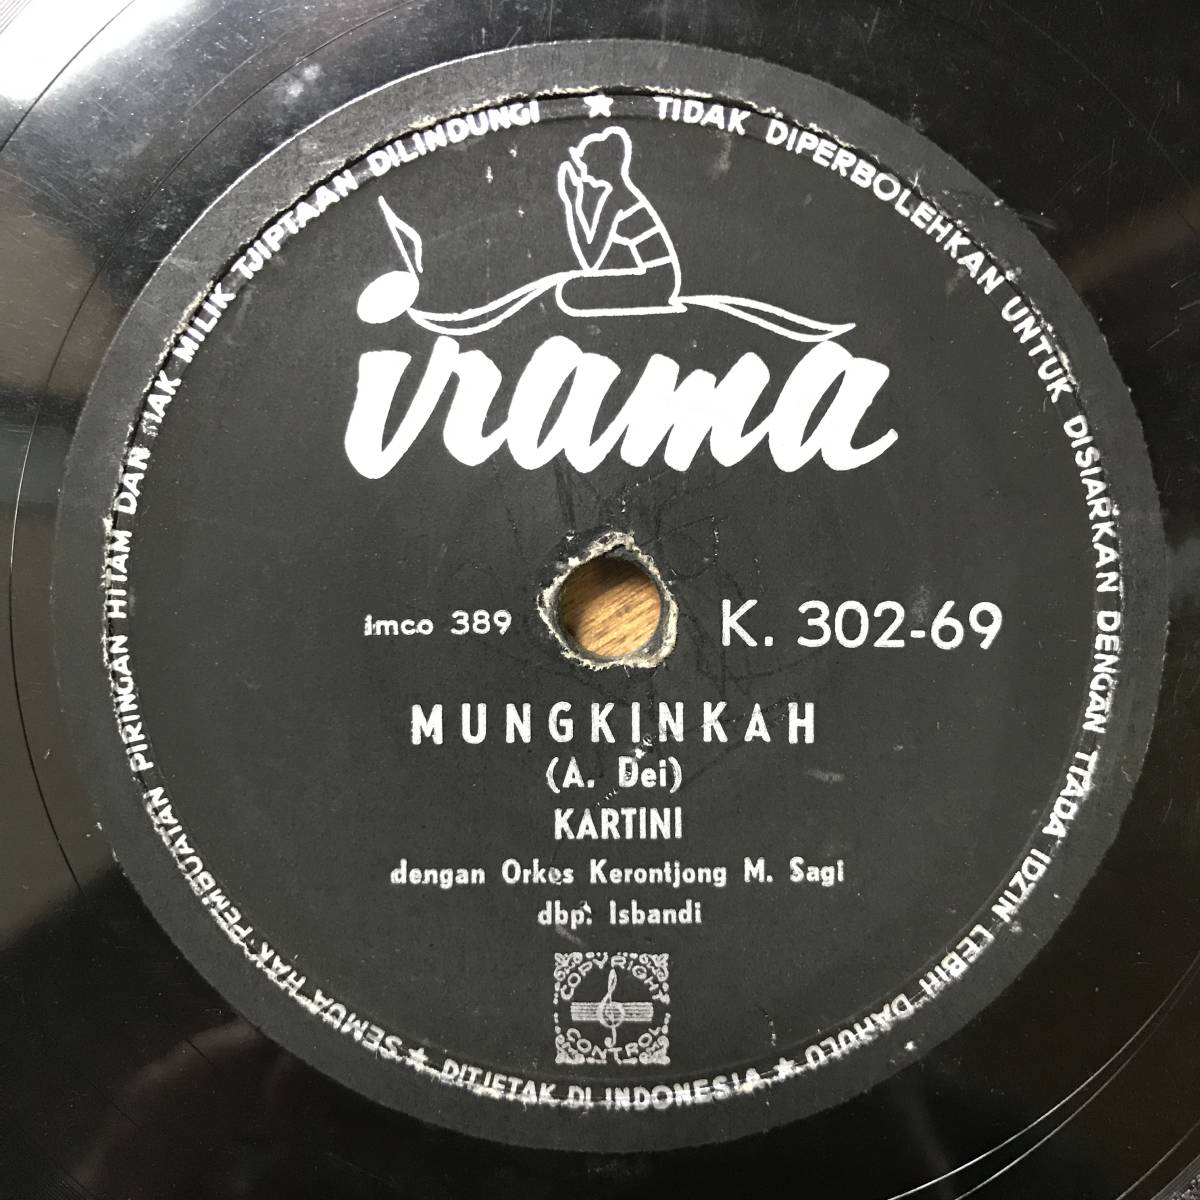 ★ SEMUA HAK PEMBUATAN PIRINGAN HITAM DAN HAK MILIK TJIPTAAN DILINDUNGI ★ TIDAK DIPERBOLEHKAN UNTUK DISIARKAN DENGAN TIADA IDZIN LEBIH DAHULU ★
irama
Imco 389
K. 302-69
MUNGKINKAH
(A. Dei)
KARTINI
dengan Orkes Kerontjong M. Sagi
dbp: Isbandi
COPYRIGHT
CONTROL
DITJETAK DI INDONESIA